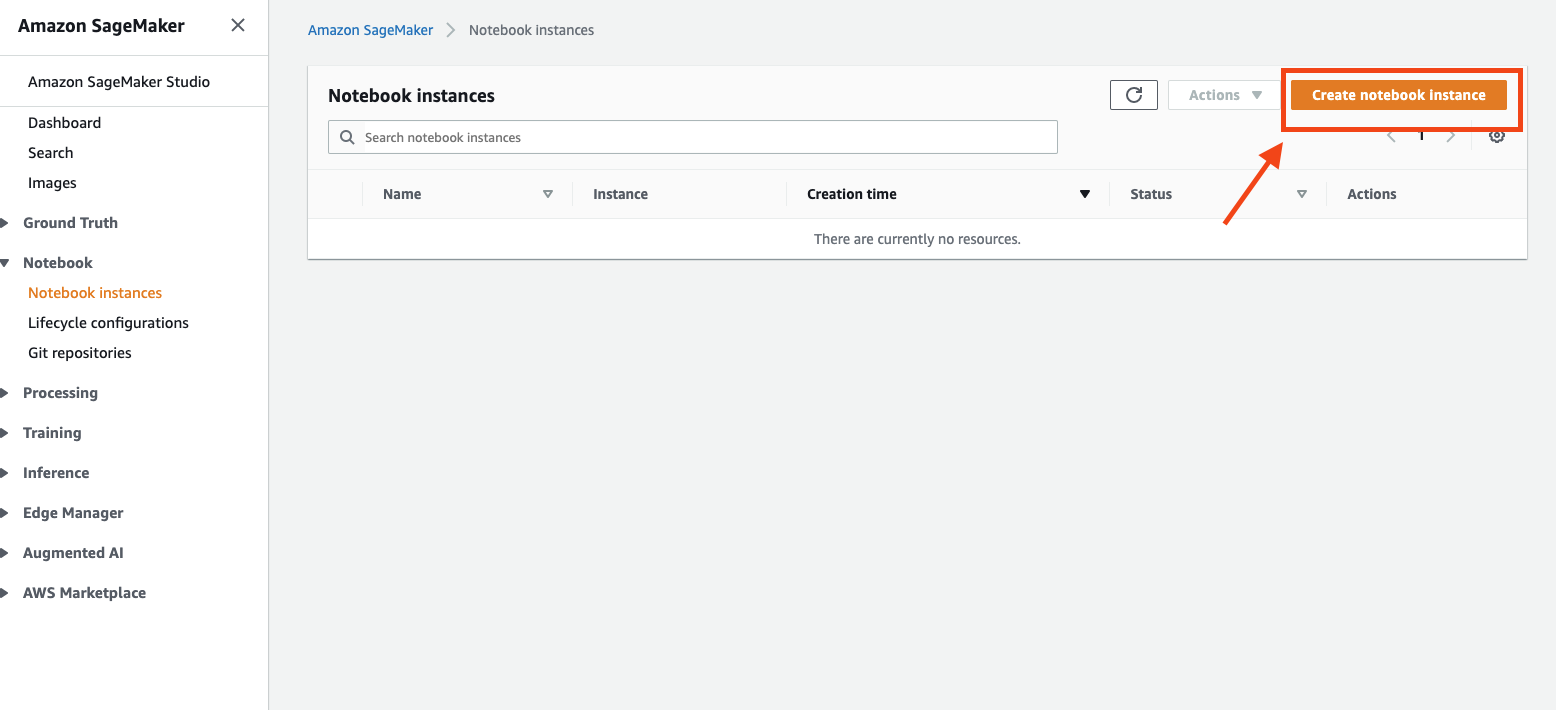 Amazon SageMaker
Amazon SageMaker Studio
Dashboard
Search
Images
Ground Truth
Notebook
Notebook instances
Lifecycle configurations
Git repositories
Processing
Training
Inference
Edge Manager
Augmented AI
AWS Marketplace
Amazon SageMaker Notebook instances
Notebook instances Actions Create notebook instance
Search notebook instances 1
Name Instance Creation time Status Actions
There are currently no resources.